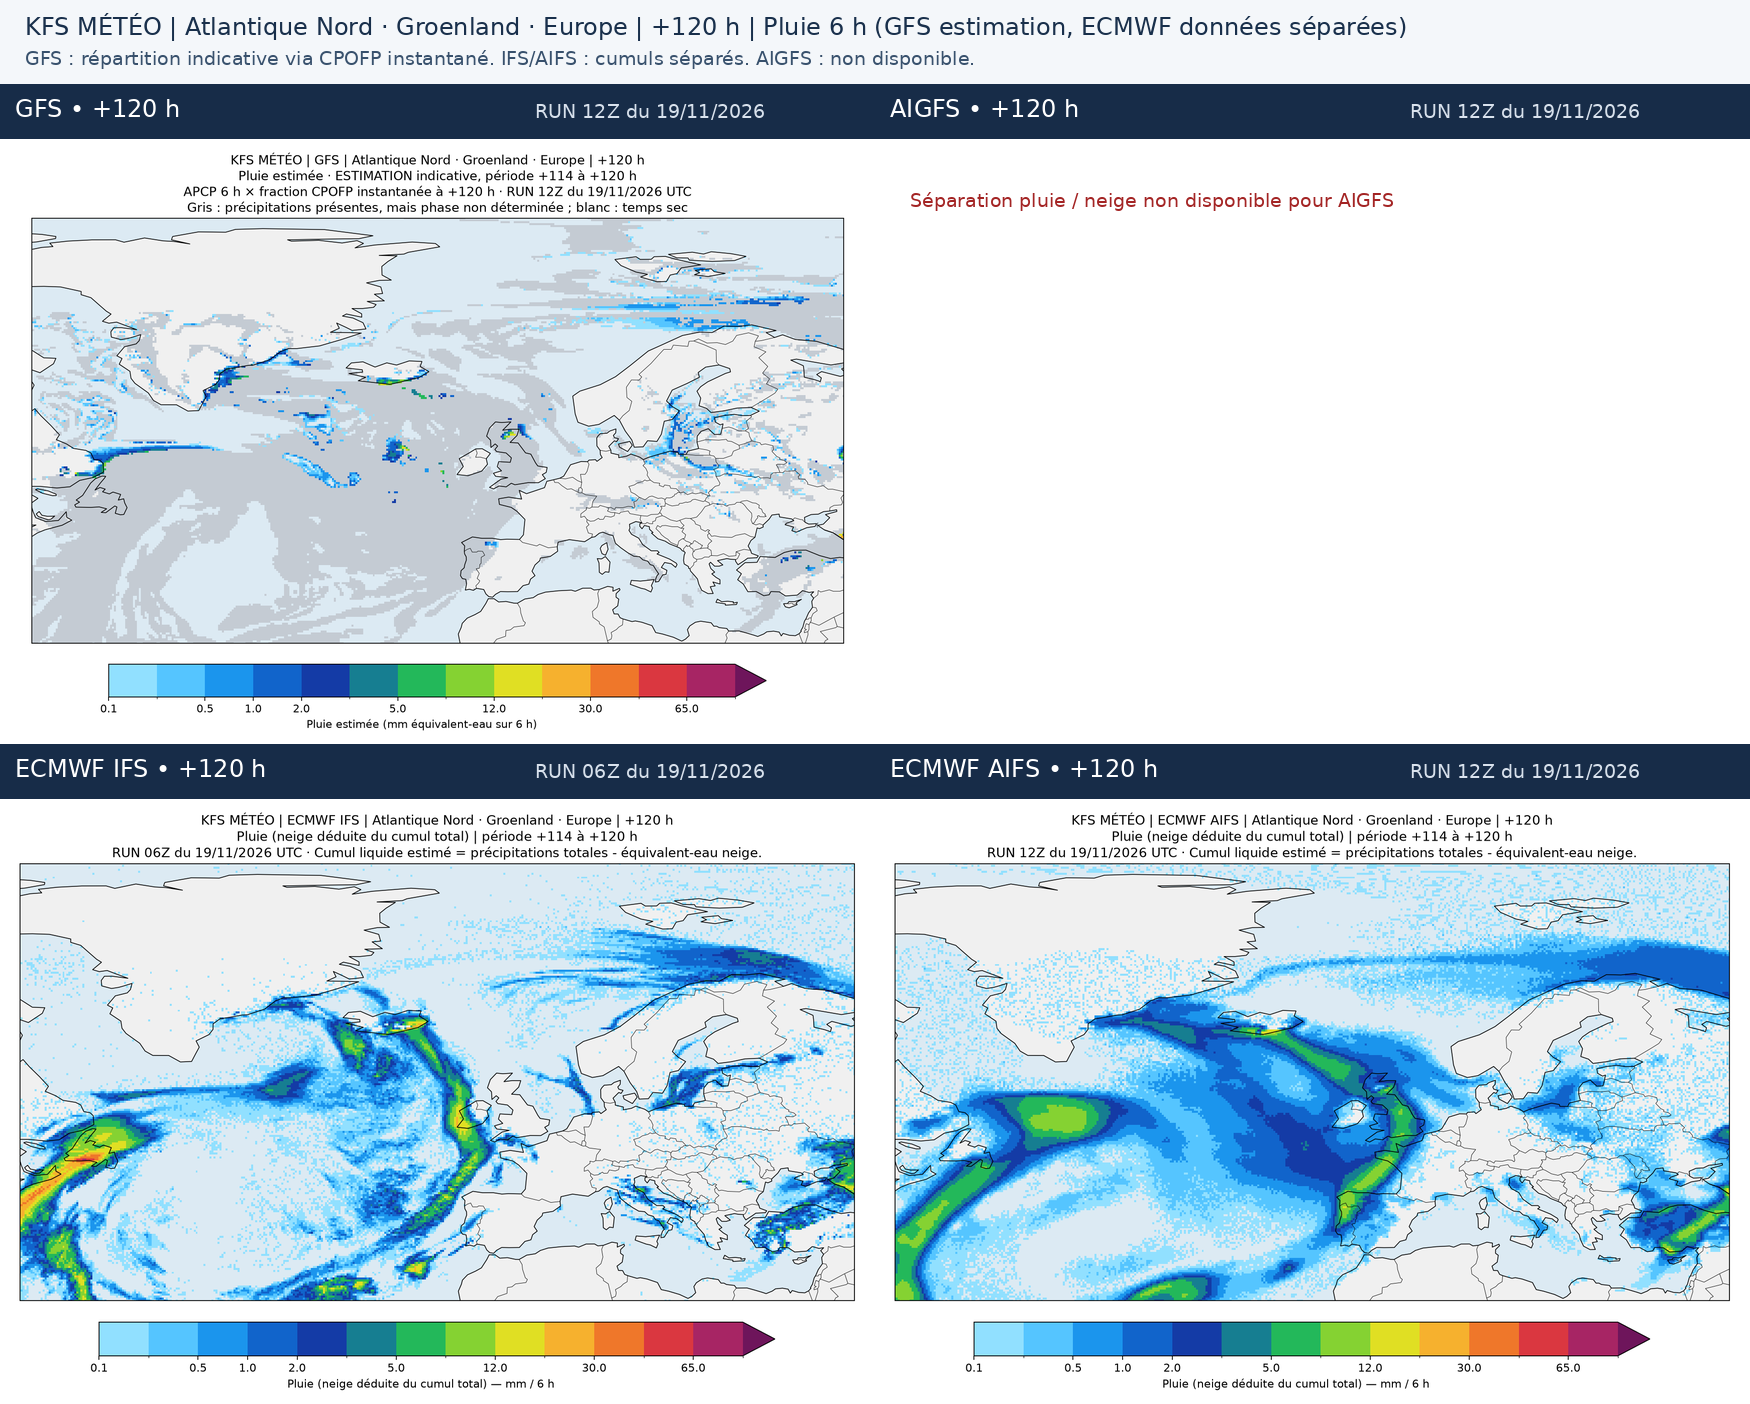 KFS MÉTÉO | Atlantique Nord · Groenland · Europe | +120 h | Pluie 6 h (GFS estimation, ECMWF données séparées)
GFS : répartition indicative via CPOFP instantané. IFS/AIFS : cumuls séparés. AIGFS : non disponible.
GFS • +120 h
RUN 12Z du 19/11/2026
AIGFS • +120 h
RUN 12Z du 19/11/2026
KFS MÉTÉO | GFS | Atlantique Nord · Groenland · Europe | +120 h
Pluie estimée · ESTIMATION indicative, période +114 à +120 h
APCP 6 h × fraction CPOFP instantanée à +120 h · RUN 12Z du 19/11/2026 UTC
Gris : précipitations présentes, mais phase non déterminée ; blanc : temps sec
Séparation pluie / neige non disponible pour AIGFS
0.1 0.5 1.0 2.0 5.0 12.0 30.0 65.0
Pluie estimée (mm équivalent-eau sur 6 h)
ECMWF IFS • +120 h
RUN 06Z du 19/11/2026
ECMWF AIFS • +120 h
RUN 12Z du 19/11/2026
KFS MÉTÉO | ECMWF IFS | Atlantique Nord · Groenland · Europe | +120 h
Pluie (neige déduite du cumul total) | période +114 à +120 h
RUN 06Z du 19/11/2026 UTC · Cumul liquide estimé = précipitations totales - équivalent-eau neige.
KFS MÉTÉO | ECMWF AIFS | Atlantique Nord · Groenland · Europe | +120 h
Pluie (neige déduite du cumul total) | période +114 à +120 h
RUN 12Z du 19/11/2026 UTC · Cumul liquide estimé = précipitations totales - équivalent-eau neige.
0.1 0.5 1.0 2.0 5.0 12.0 30.0 65.0
Pluie (neige déduite du cumul total) — mm / 6 h
0.1 0.5 1.0 2.0 5.0 12.0 30.0 65.0
Pluie (neige déduite du cumul total) — mm / 6 h